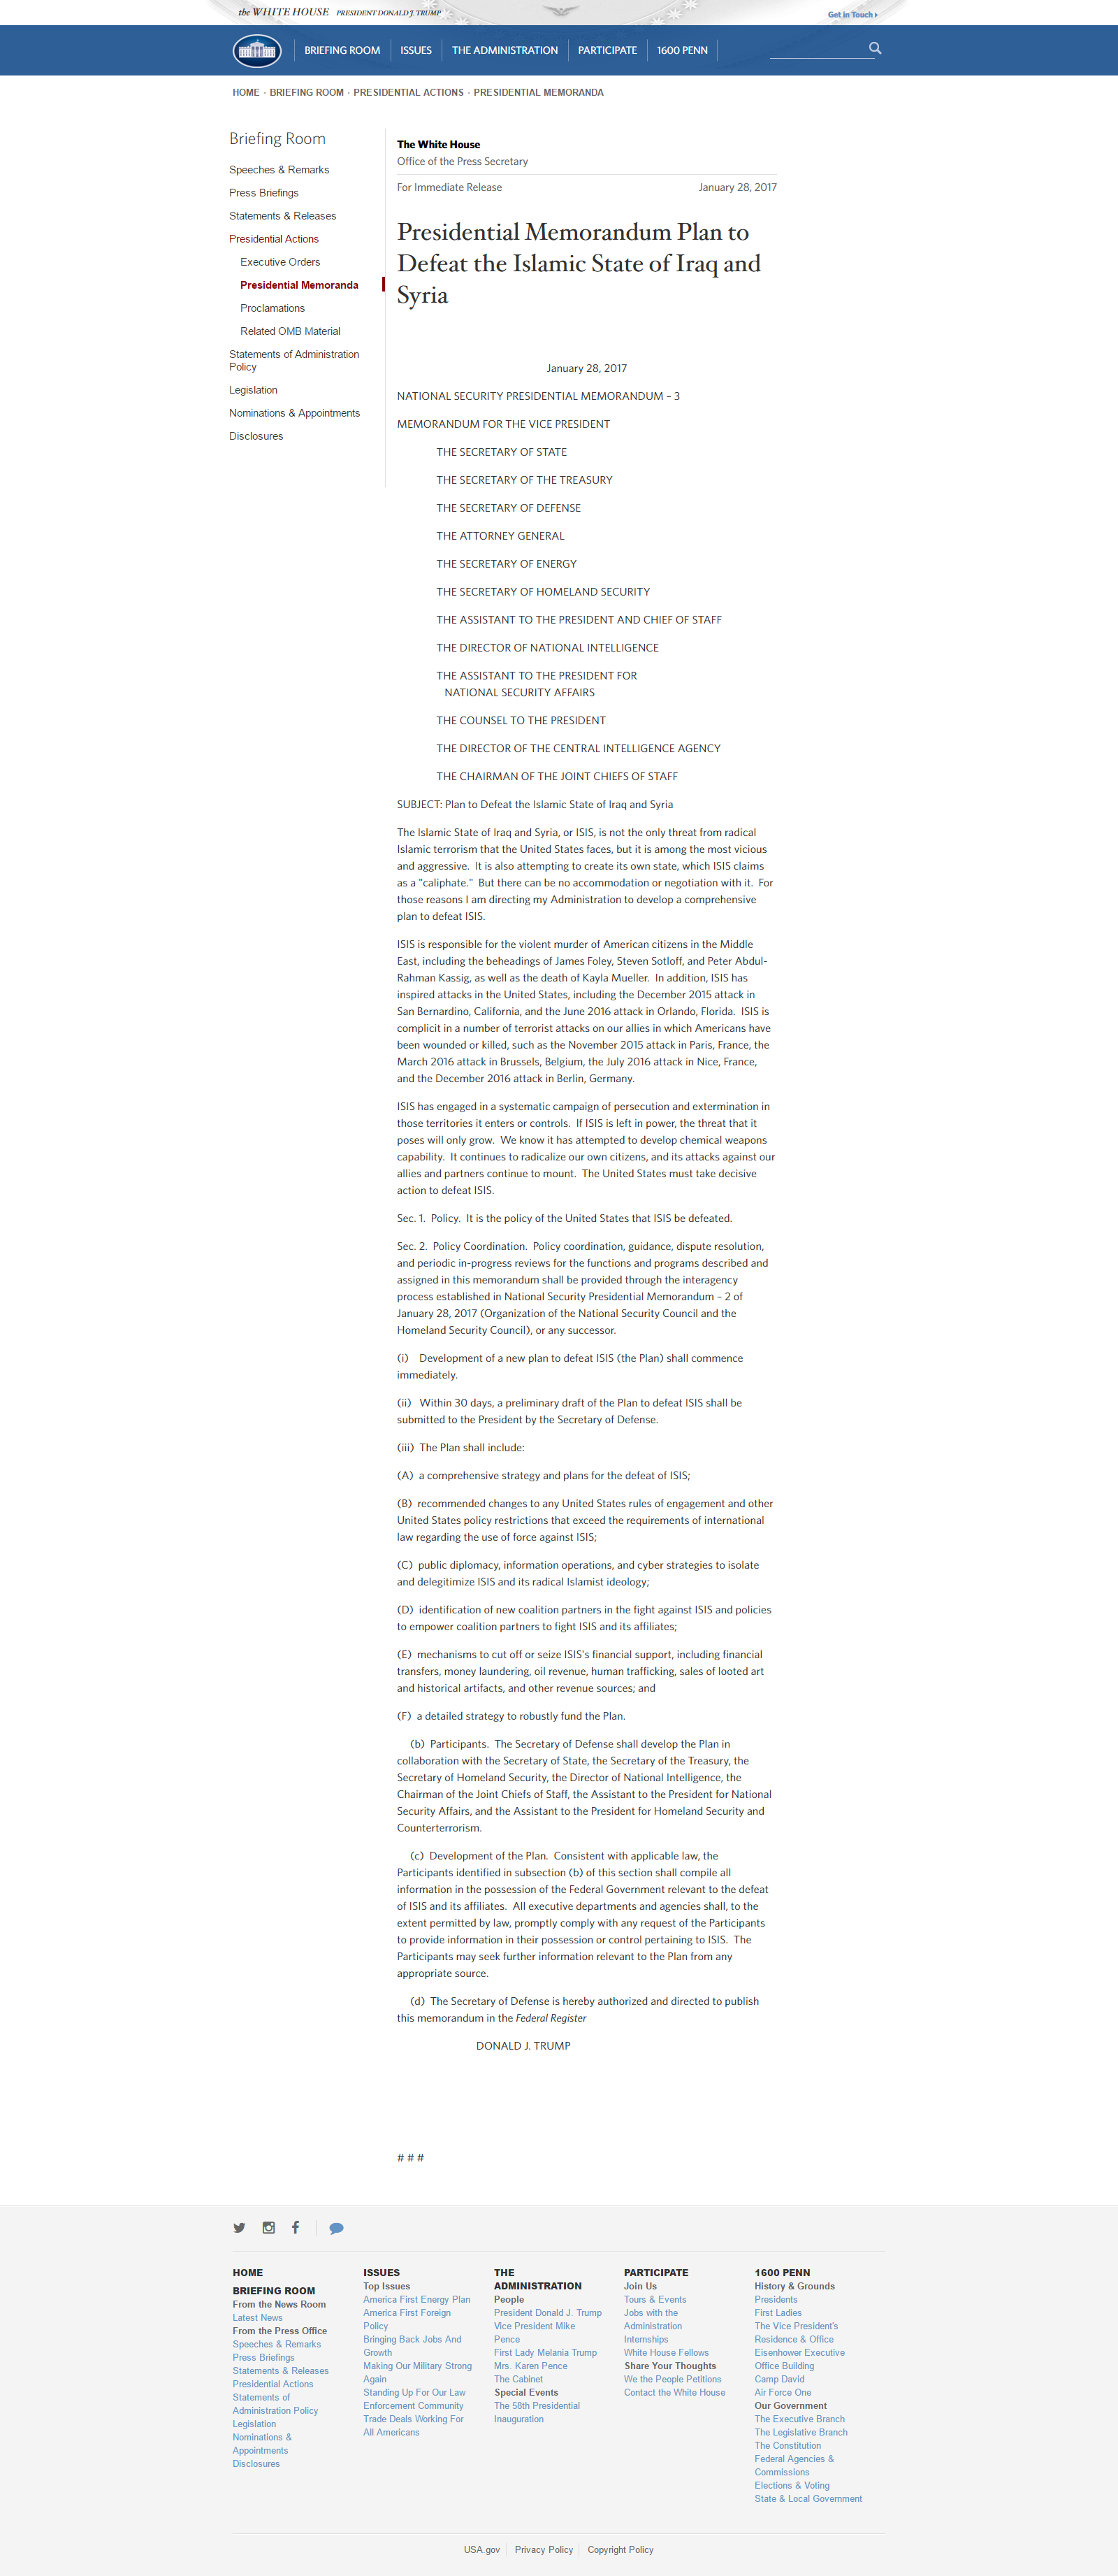 the WHITE HOUSE PRESIDENT DONALD J. TRUMP
Get in Touch
BRIEFING ROOM ISSUES THE ADMINISTRATION PARTICIPATE 1600 PENN
HOME · BRIEFING ROOM · PRESIDENTIAL ACTIONS · PRESIDENTIAL MEMORANDA
Briefing Room
Speeches & Remarks
Press Briefings
Statements & Releases
Presidential Actions
Executive Orders
Presidential Memoranda
Proclamations
Related OMB Material
Statements of Administration
Policy
Legislation
Nominations & Appointments
Disclosures
The White House
Office of the Press Secretary
For Immediate Release January 28, 2017
Presidential Memorandum Plan to
Defeat the Islamic State of Iraq and
Syria
January 28, 2017
NATIONAL SECURITY PRESIDENTIAL MEMORANDUM – 3
MEMORANDUM FOR THE VICE PRESIDENT
THE SECRETARY OF STATE
THE SECRETARY OF THE TREASURY
THE SECRETARY OF DEFENSE
THE ATTORNEY GENERAL
THE SECRETARY OF ENERGY
THE SECRETARY OF HOMELAND SECURITY
THE ASSISTANT TO THE PRESIDENT AND CHIEF OF STAFF
THE DIRECTOR OF NATIONAL INTELLIGENCE
THE ASSISTANT TO THE PRESIDENT FOR
NATIONAL SECURITY AFFAIRS
THE COUNSEL TO THE PRESIDENT
THE DIRECTOR OF THE CENTRAL INTELLIGENCE AGENCY
THE CHAIRMAN OF THE JOINT CHIEFS OF STAFF
SUBJECT: Plan to Defeat the Islamic State of Iraq and Syria
The Islamic State of Iraq and Syria, or ISIS, is not the only threat from radical
Islamic terrorism that the United States faces, but it is among the most vicious
and aggressive. It is also attempting to create its own state, which ISIS claims
as a "caliphate." But there can be no accommodation or negotiation with it. For
those reasons I am directing my Administration to develop a comprehensive
plan to defeat ISIS.
ISIS is responsible for the violent murder of American citizens in the Middle
East, including the beheadings of James Foley, Steven Sotloff, and Peter Abdul-
Rahman Kassig, as well as the death of Kayla Mueller. In addition, ISIS has
inspired attacks in the United States, including the December 2015 attack in
San Bernardino, California, and the June 2016 attack in Orlando, Florida. ISIS is
complicit in a number of terrorist attacks on our allies in which Americans have
been wounded or killed, such as the November 2015 attack in Paris, France, the
March 2016 attack in Brussels, Belgium, the July 2016 attack in Nice, France,
and the December 2016 attack in Berlin, Germany.
ISIS has engaged in a systematic campaign of persecution and extermination in
those territories it enters or controls. If ISIS is left in power, the threat that it
poses will only grow. We know it has attempted to develop chemical weapons
capability. It continues to radicalize our own citizens, and its attacks against our
allies and partners continue to mount. The United States must take decisive
action to defeat ISIS.
Sec. 1. Policy. It is the policy of the United States that ISIS be defeated.
Sec. 2. Policy Coordination. Policy coordination, guidance, dispute resolution,
and periodic in-progress reviews for the functions and programs described and
assigned in this memorandum shall be provided through the interagency
process established in National Security Presidential Memorandum – 2 of
January 28, 2017 (Organization of the National Security Council and the
Homeland Security Council), or any successor.
(i) Development of a new plan to defeat ISIS (the Plan) shall commence
immediately.
(ii) Within 30 days, a preliminary draft of the Plan to defeat ISIS shall be
submitted to the President by the Secretary of Defense.
(iii) The Plan shall include:
(A) a comprehensive strategy and plans for the defeat of ISIS;
(B) recommended changes to any United States rules of engagement and other
United States policy restrictions that exceed the requirements of international
law regarding the use of force against ISIS;
(C) public diplomacy, information operations, and cyber strategies to isolate
and delegitimize ISIS and its radical Islamist ideology;
(D) identification of new coalition partners in the fight against ISIS and policies
to empower coalition partners to fight ISIS and its affiliates;
(E) mechanisms to cut off or seize ISIS's financial support, including financial
transfers, money laundering, oil revenue, human trafficking, sales of looted art
and historical artifacts, and other revenue sources; and
(F) a detailed strategy to robustly fund the Plan.
(b) Participants. The Secretary of Defense shall develop the Plan in
collaboration with the Secretary of State, the Secretary of the Treasury, the
Secretary of Homeland Security, the Director of National Intelligence, the
Chairman of the Joint Chiefs of Staff, the Assistant to the President for National
Security Affairs, and the Assistant to the President for Homeland Security and
Counterterrorism.
(c) Development of the Plan. Consistent with applicable law, the
Participants identified in subsection (b) of this section shall compile all
information in the possession of the Federal Government relevant to the defeat
of ISIS and its affiliates. All executive departments and agencies shall, to the
extent permitted by law, promptly comply with any request of the Participants
to provide information in their possession or control pertaining to ISIS. The
Participants may seek further information relevant to the Plan from any
appropriate source.
(d) The Secretary of Defense is hereby authorized and directed to publish
this memorandum in the Federal Register
DONALD J. TRUMP
# # #
HOME
BRIEFING ROOM
From the News Room
Latest News
From the Press Office
Speeches & Remarks
Press Briefings
Statements & Releases
Presidential Actions
Statements of
Administration Policy
Legislation
Nominations &
Appointments
Disclosures
ISSUES
Top Issues
America First Energy Plan
America First Foreign
Policy
Bringing Back Jobs And
Growth
Making Our Military Strong
Again
Standing Up For Our Law
Enforcement Community
Trade Deals Working For
All Americans
THE
ADMINISTRATION
People
President Donald J. Trump
Vice President Mike
Pence
First Lady Melania Trump
Mrs. Karen Pence
The Cabinet
Special Events
The 58th Presidential
Inauguration
PARTICIPATE
Join Us
Tours & Events
Jobs with the
Administration
Internships
White House Fellows
Share Your Thoughts
We the People Petitions
Contact the White House
1600 PENN
History & Grounds
Presidents
First Ladies
The Vice President's
Residence & Office
Eisenhower Executive
Office Building
Camp David
Air Force One
Our Government
The Executive Branch
The Legislative Branch
The Constitution
Federal Agencies &
Commissions
Elections & Voting
State & Local Government
USA.gov Privacy Policy Copyright Policy